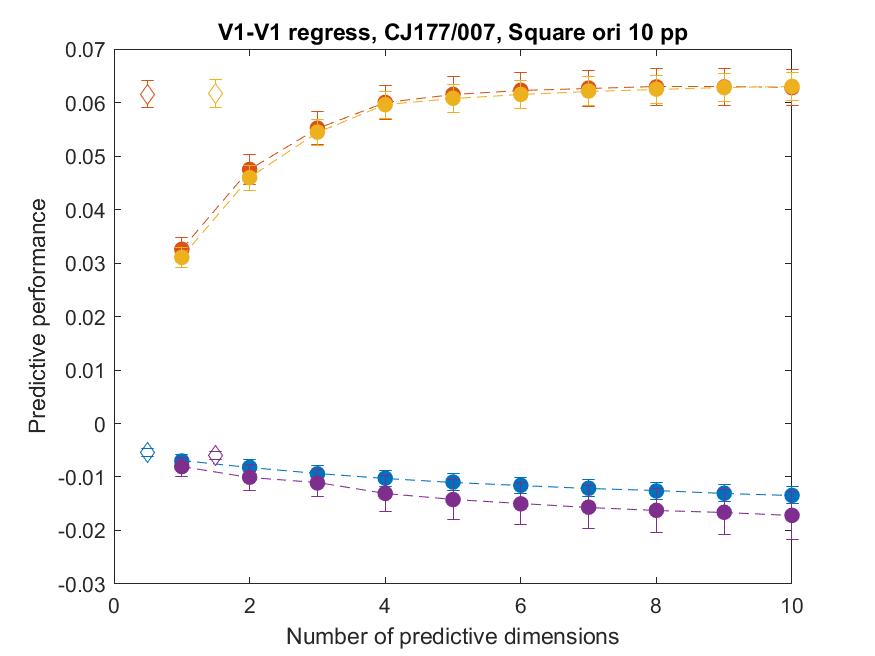 V1-V1 regress, CJ177/007, Square ori 10 pp
0.07
0.06
0.05
0.04
0.03
0.02
0.01
0
-0.01
-0.02
-0.03
Predictive performance
0 2 4 6 8 10
Number of predictive dimensions